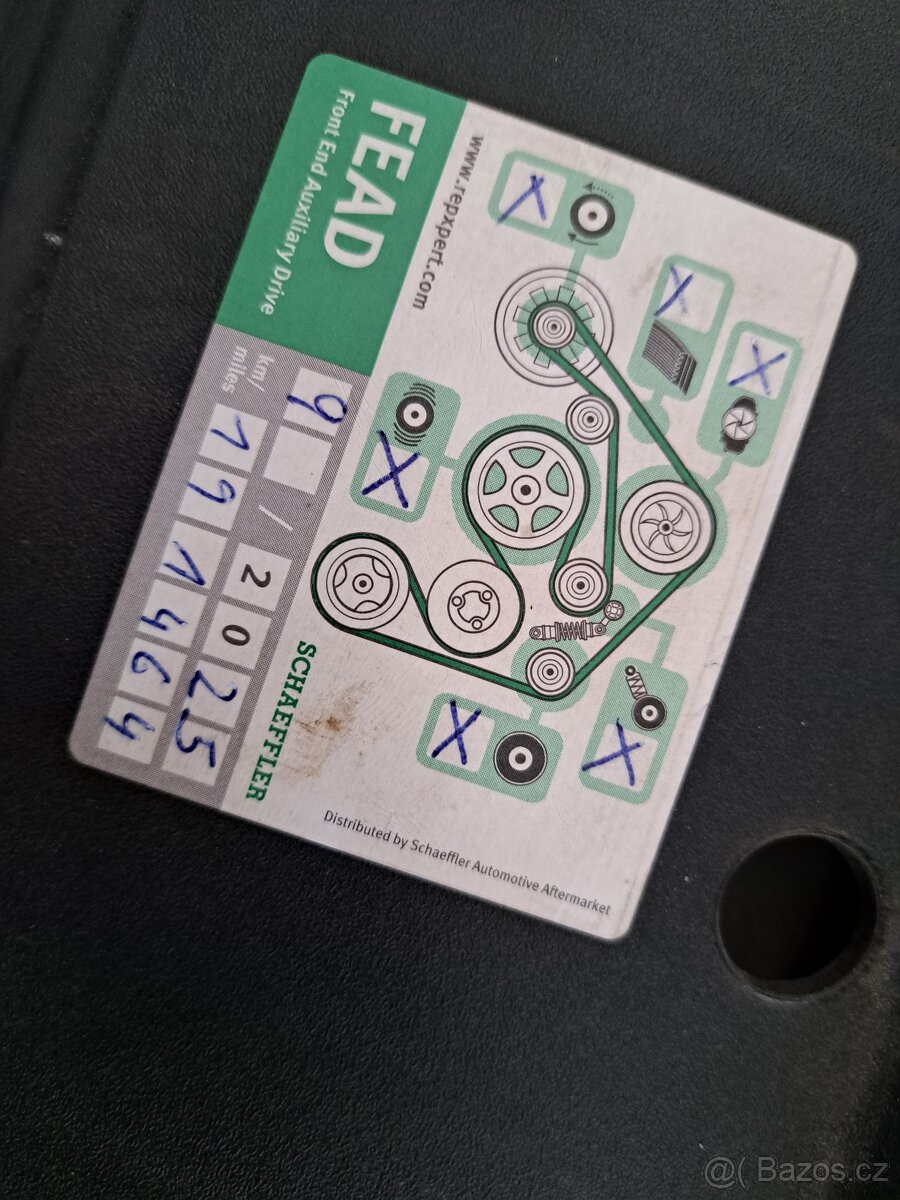 FEAD
Front End Auxiliary Drive
www.repxpert.com
X
X
X
X
X
X
9 / 2025
km/
miles
191464
SCHAEFFLER
Distributed by Schaeffler Automotive Aftermarket
@( Bazos.cz